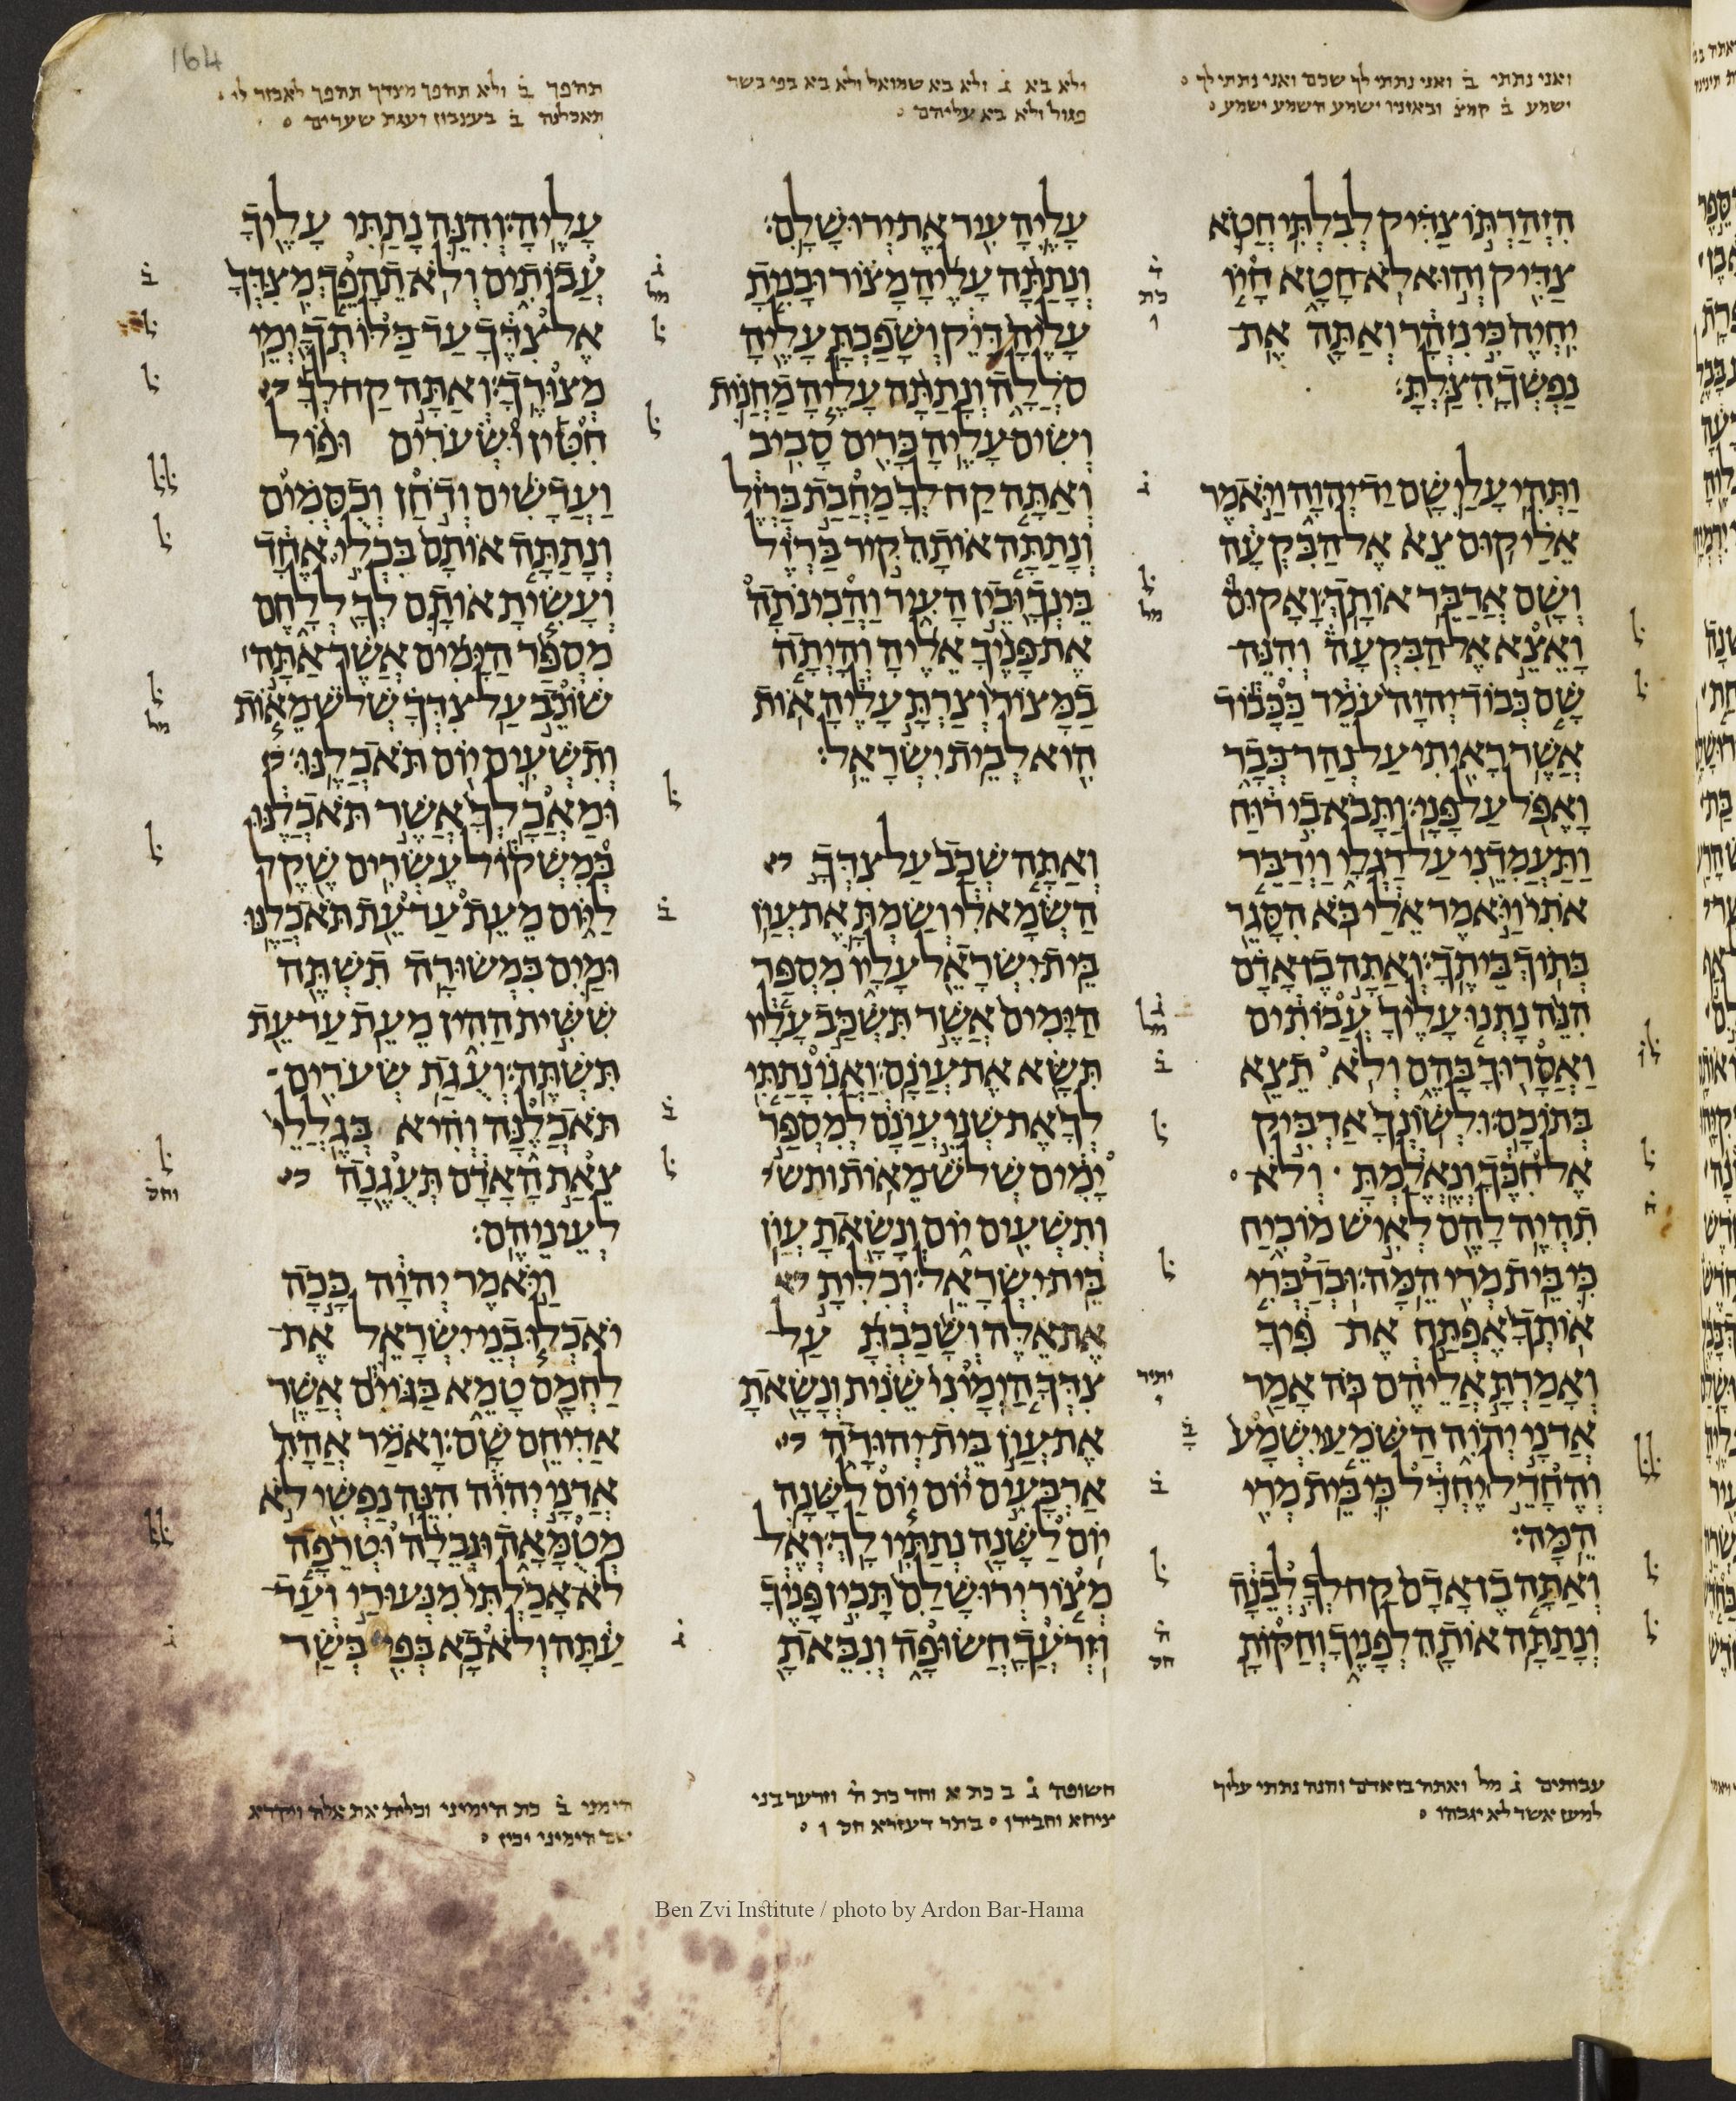 164
ואני נתתי ב ואני נתתי לך שכם ואני נתתי לך
ישמע ב קמצ ובאזניו ישמע השמע ישמע
ולא בא ג ולא בא שמואל ולא בא בפי בשר
פגול ולא בא עליהם
תהפך ב ולא תהפך מצדך תהפך לאכזר לי
תאכלנה ב בעצבון ועגת שערים
הזהרתו צדיק לבלתי חטא
צדיק והוא לא חטא חיו
יחיה כי נזהר ואתה את
נפשך הצלת׃
ותהי עלי שם יד יהוה ויאמר
אלי קום צא אל הבקעה
ושם אדבר אותך׃ ואקום
ואצא אל הבקעה והנה
שם כבוד יהוה עמד ככבוד
אשר ראיתי על נהר כבר
ואפל על פני׃ ותבא בי רוח
ותעמדני על רגלי וידבר
אתי ויאמר אלי בא הסגר
בתוך ביתך׃ ואתה בן אדם
הנה נתנו עליך עבותים
ואסרוך בהם ולא תצא
בתוכם׃ ולשונך אדביק
אל חכך ונאלמת ולא
תהיה להם לאיש מוכיח
כי בית מרי המה׃ ובדברי
אותך אפתח את פיך
ואמרת אליהם כה אמר
אדני יהוה השמע ישמע
והחדל יחדל כי בית מרי
המה׃
ואתה בן אדם קח לך לבנה
ונתתה אותה לפניך וחקות
עליה עיר את ירושלם׃
ונתתה עליה מצור ובנית
עליה דיק ושפכת עליה
סללה ונתתה עליה מחנות
ושים עליה כרים סביב
ואתה קח לך מחבת ברזל
ונתתה אותה קיר ברזל
בינך ובין העיר והכינתה
את פניך אליה והיתה
במצור וצרת עליה אות
היא לבית ישראל׃
ואתה שכב על צדך
השמאלי ושמת את עון
בית ישראל עליו מספר
הימים אשר תשכב עליו
תשא את עונם׃ ואני נתתי
לך את שני עונם למספר
ימים שלש מאות ותש
ותשעים יום ונשאת עון
בית ישראל׃ וכלית
את אלה ושכבת על
צדך הימוני שנית ונשאת
את עון בית יהודה
ארבעים יום יום לשנה
יום לשנה נתתיו לך׃ ואל
מצור ירושלם תכין פניך
וזרעך חשופה ונבאת
עליה׃ והנה נתתי עליך
עבותים ולא תהפך מצדך
אל צדך עד כלותך ימי
מצורך׃ ואתה קח לך
חטין ושערים ופול
ועדשים ודחן וכסמים
ונתתה אותם בכלי אחד
ועשית אותם לך ללחם
מספר הימים אשר אתה
שוכב על צדך שלש מאות
ותשעים יום תאכלנו׃
ומאכלך אשר תאכלנו
במשקול עשרים שקל
ליום מעת עד עת תאכלנו׃
ומים במשורה תשתה
ששית ההין מעת עד עת
תשתה׃ ועגת שערים
תאכלנה והיא בגללי
צאת האדם תעגנה
לעיניהם׃
ויאמר יהוה ככה
יאכלו בני ישראל את
לחמם טמא בגוים אשר
אדיחם שם׃ ואמר אהה
אדני יהוה הנה נפשי לא
מטמאה ונבלה וטרפה
לא אכלתי מנעורי ועד
עתה ולא בא בפי בשר
עבותים ג מל ואתה בן אדם והנה נתתי עליך
למען אשר לא יגבהו
חשופה ג ב כת א וחד כת ה וזרעך בני
ציחא וחבירו בתר דעזרא חס ו
הימני ב כת הימיני וכלית את אלה ויקרא
שם הימיני יכין
Ben Zvi Institute / photo by Ardon Bar-Hama